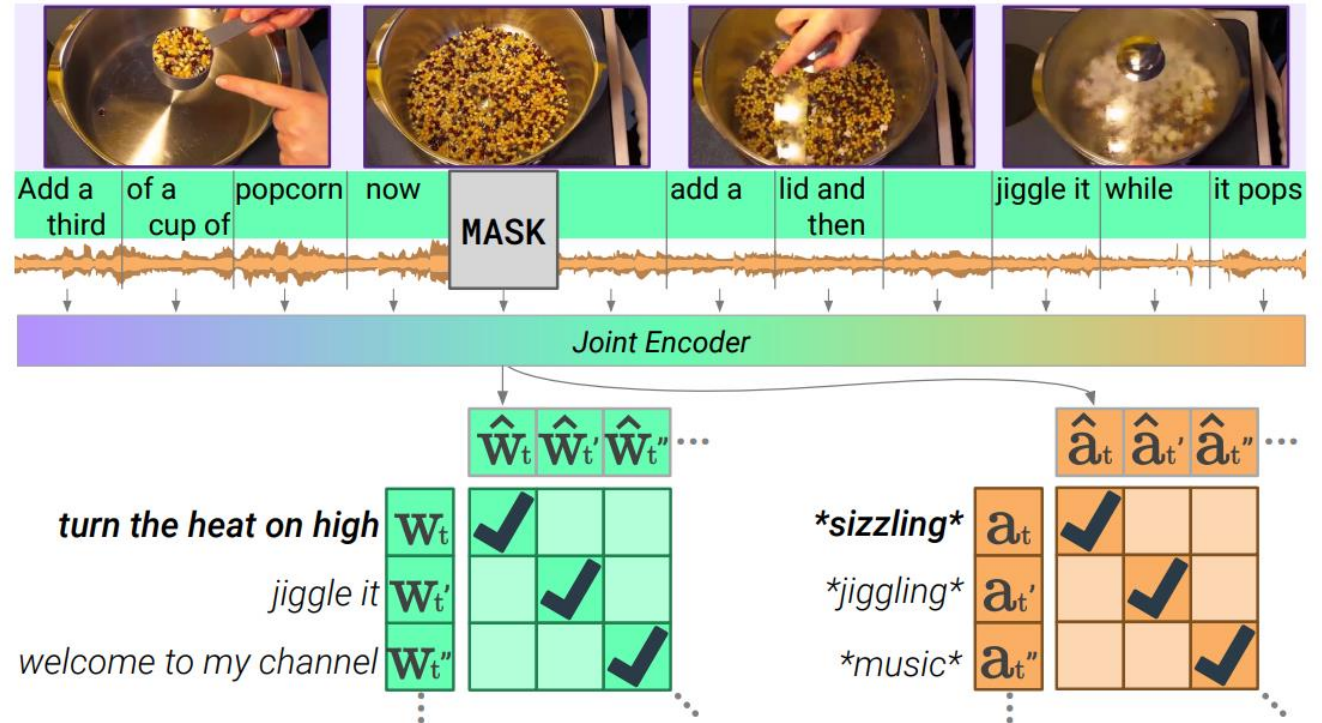 Add a third
of a cup of
popcorn
now
MASK
add a
lid and then
jiggle it
while
it pops
Joint Encoder
ŵt ŵt' ŵt" ...
ât ât' ât" ...
turn the heat on high wt
jiggle it wt'
welcome to my channel wt"
*sizzling* at
*jiggling* at'
*music* at"